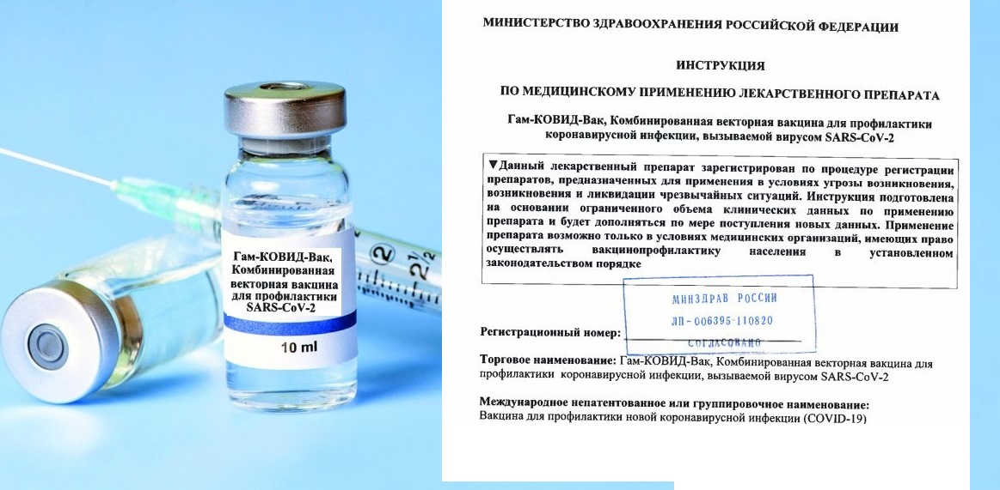 Гам-КОВИД-Вак,
Комбинированная
векторная вакцина
для профилактики
SARS-CoV-2
10 ml
2
2½
МИНИСТЕРСТВО ЗДРАВООХРАНЕНИЯ РОССИЙСКОЙ ФЕДЕРАЦИИ
ИНСТРУКЦИЯ
ПО МЕДИЦИНСКОМУ ПРИМЕНЕНИЮ ЛЕКАРСТВЕННОГО ПРЕПАРАТА
Гам-КОВИД-Вак, Комбинированная векторная вакцина для профилактики
коронавирусной инфекции, вызываемой вирусом SARS-CoV-2
▼Данный лекарственный препарат зарегистрирован по процедуре регистрации
препаратов, предназначенных для применения в условиях угрозы возникновения,
возникновения и ликвидации чрезвычайных ситуаций. Инструкция подготовлена
на основании ограниченного объема клинических данных по применению
препарата и будет дополняться по мере поступления новых данных. Применение
препарата возможно только в условиях медицинских организаций, имеющих право
осуществлять вакцинопрофилактику населения в установленном
законодательством порядке
МИНЗДРАВ РОССИИ
ЛП-006395-110820
СОГЛАСОВАНО
Регистрационный номер:
Торговое наименование: Гам-КОВИД-Вак, Комбинированная векторная вакцина для
профилактики коронавирусной инфекции, вызываемой вирусом SARS-CoV-2
Международное непатентованное или группировочное наименование:
Вакцина для профилактики новой коронавирусной инфекции (COVID-19)